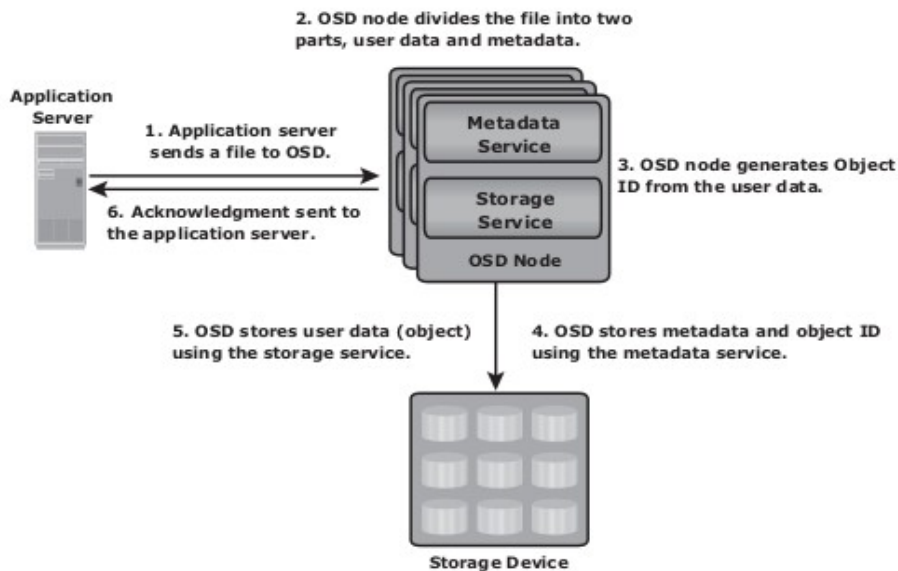 2. OSD node divides the file into two
parts, user data and metadata.
Application
Server
1. Application server
sends a file to OSD.
Metadata
Service
3. OSD node generates Object
ID from the user data.
6. Acknowledgment sent to
the application server.
Storage
Service
OSD Node
5. OSD stores user data (object)
using the storage service.
4. OSD stores metadata and object ID
using the metadata service.
Storage Device